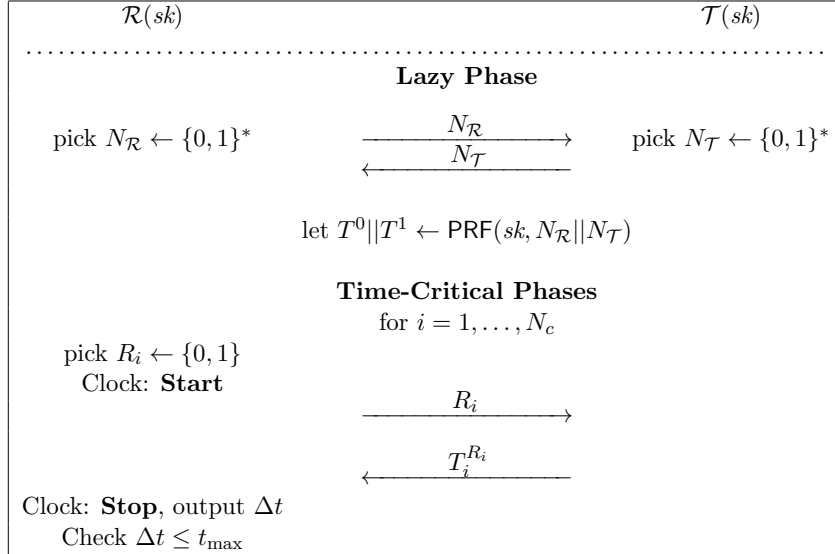 𝓡(sk) 𝓣(sk)
Lazy Phase
pick N_𝓡 ← {0, 1}* N_𝓡 pick N_𝓣 ← {0, 1}*
N_𝓣
let T⁰||T¹ ← PRF(sk, N_𝓡||N_𝓣)
Time-Critical Phases
for i = 1, . . . , N_c
pick R_i ← {0, 1}
Clock: Start
R_i
T_i^{R_i}
Clock: Stop, output Δt
Check Δt ≤ t_max